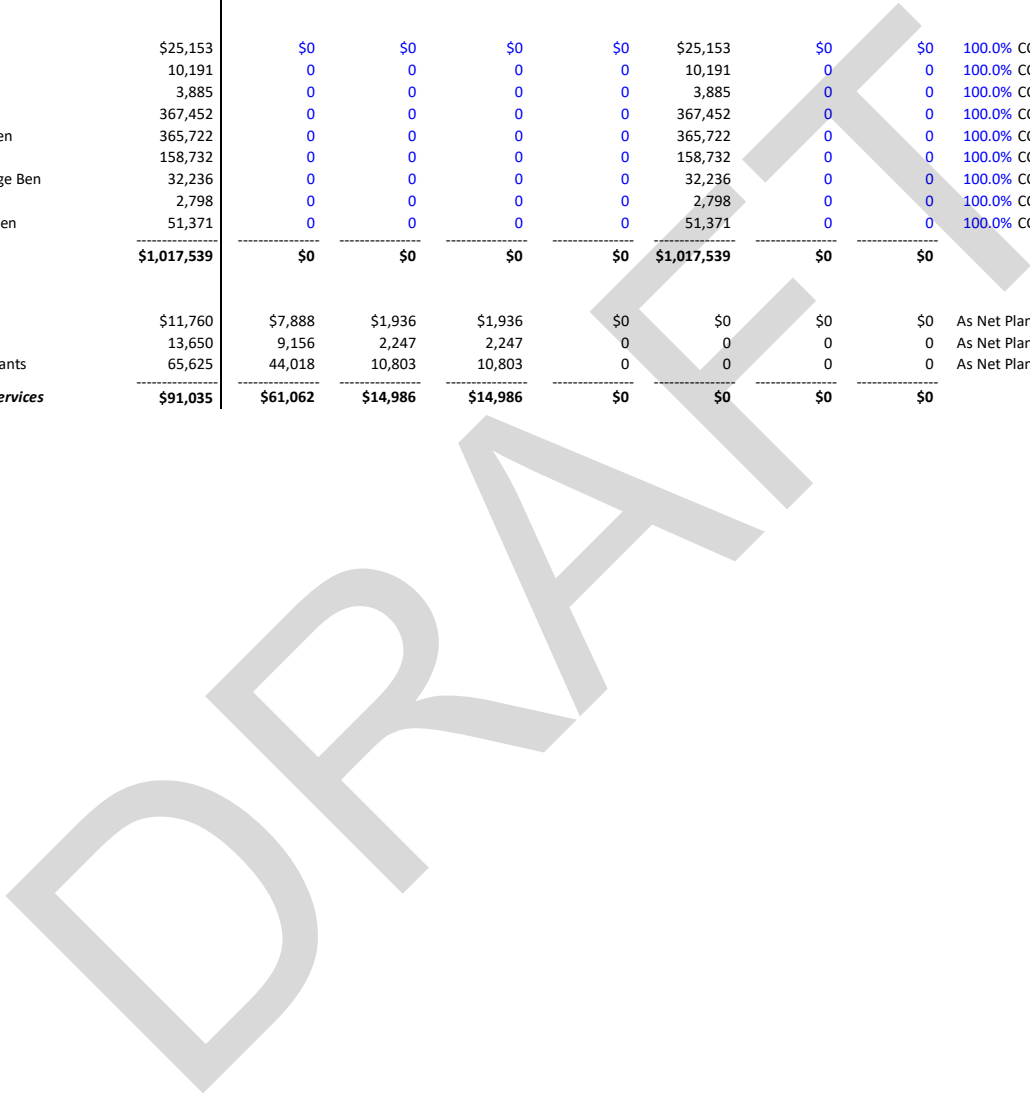 $25,153 $0 $0 $0 $0 $25,153 $0 $0 100.0%
10,191 0 0 0 0 10,191 0 0 100.0%
3,885 0 0 0 0 3,885 0 0 100.0%
367,452 0 0 0 0 367,452 0 0 100.0%
365,722 0 0 0 0 365,722 0 0 100.0%
158,732 0 0 0 0 158,732 0 0 100.0%
Ben 32,236 0 0 0 0 32,236 0 0 100.0%
2,798 0 0 0 0 2,798 0 0 100.0%
51,371 0 0 0 0 51,371 0 0 100.0%
$1,017,539 $0 $0 $0 $0 $1,017,539 $0 $0
$11,760 $7,888 $1,936 $1,936 $0 $0 $0 $0 As Net
13,650 9,156 2,247 2,247 0 0 0 0 As Net
65,625 44,018 10,803 10,803 0 0 0 0 As Net
$91,035 $61,062 $14,986 $14,986 $0 $0 $0 $0
DRAFT